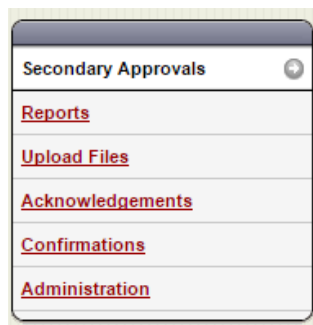 Secondary Approvals
Reports
Upload Files
Acknowledgements
Confirmations
Administration